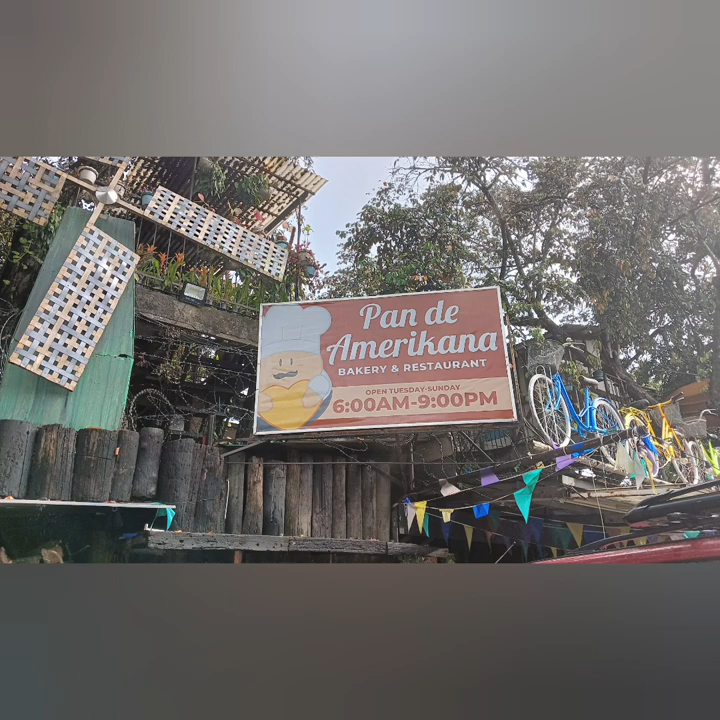 Pan de
Amerikana
BAKERY & RESTAURANT
OPEN TUESDAY-SUNDAY
6:00AM-9:00PM